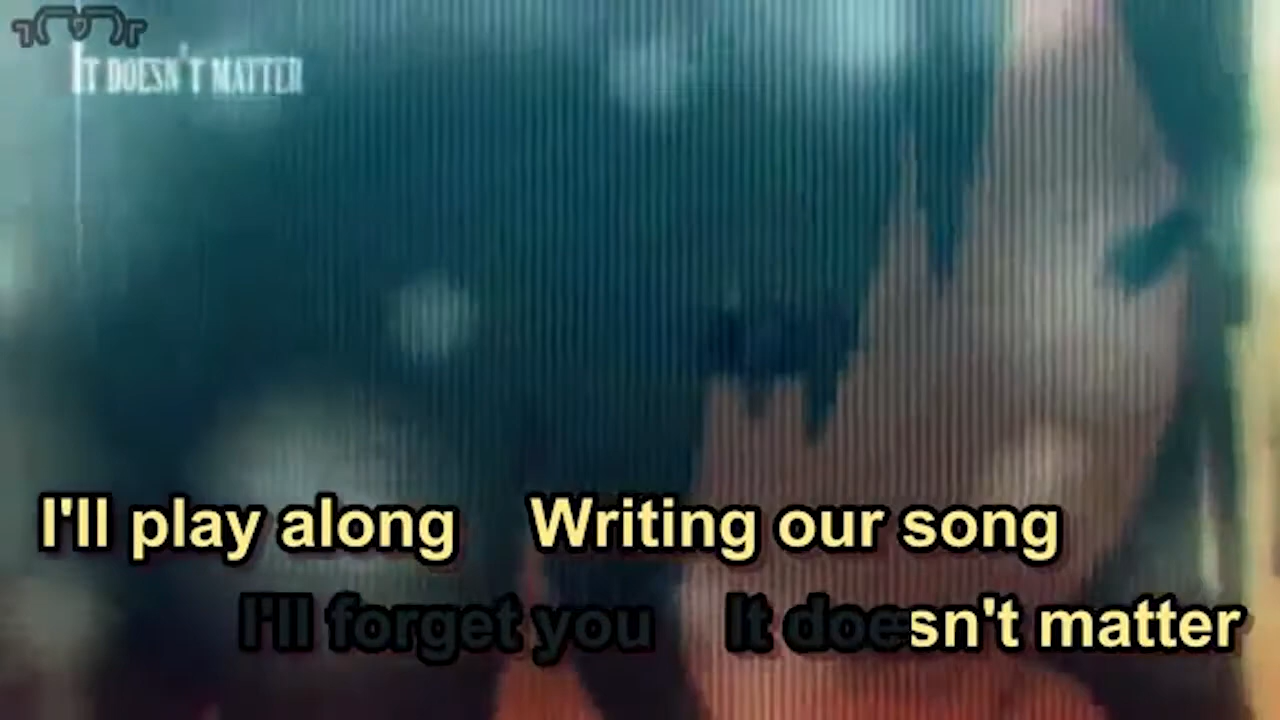 IT DOESN'T MATTER
I'll play along Writing our song
I'll forget you It doesn't matter